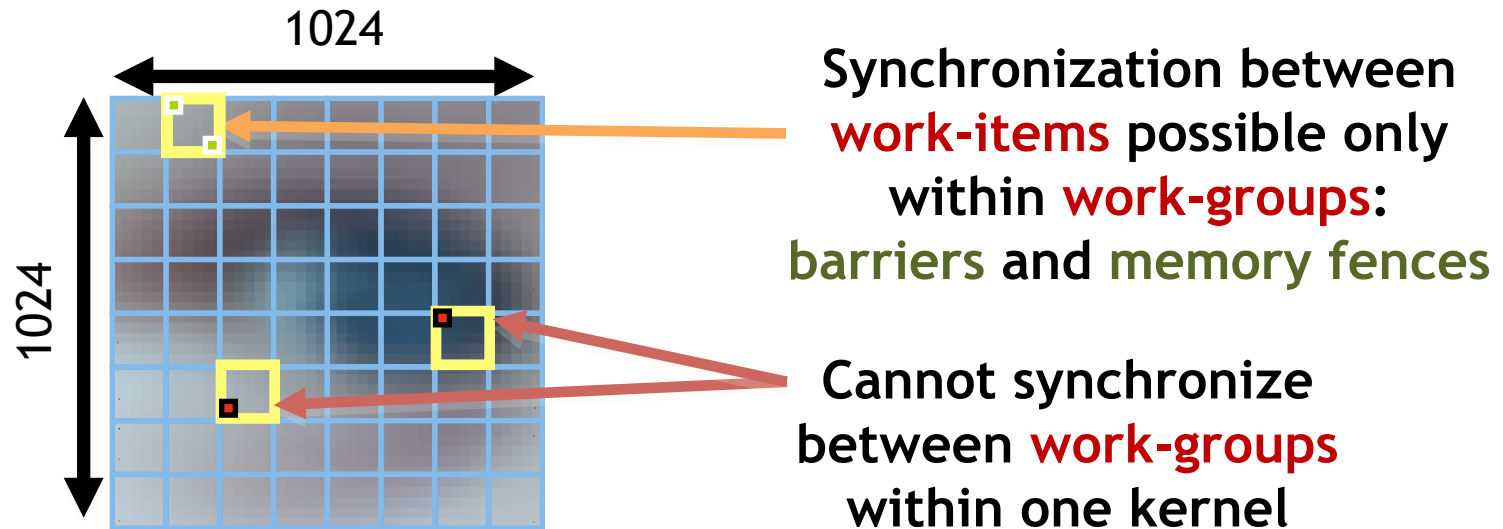 1024
1024
Synchronization between
work-items possible only
within work-groups:
barriers and memory fences
Cannot synchronize
between work-groups
within one kernel